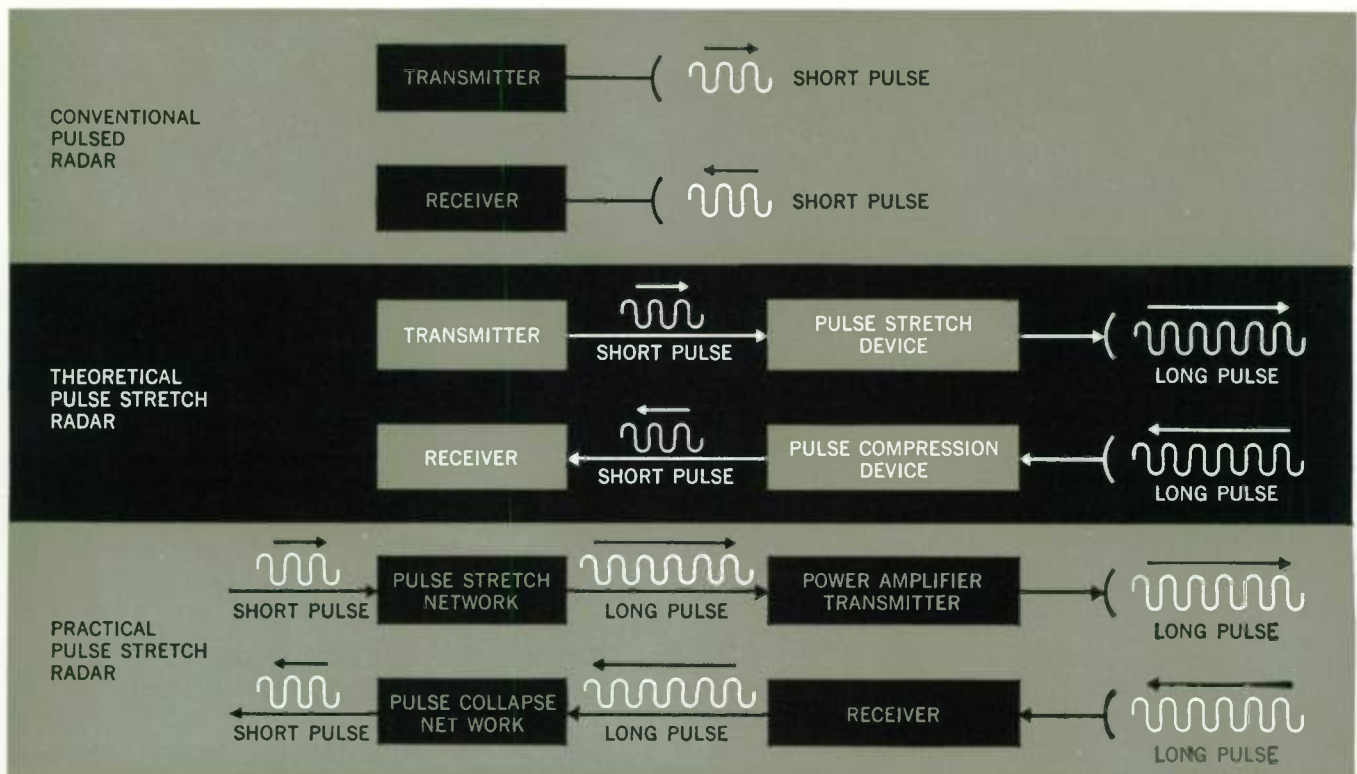 CONVENTIONAL
PULSED
RADAR
TRANSMITTER
SHORT PULSE
RECEIVER
SHORT PULSE
THEORETICAL
PULSE STRETCH
RADAR
TRANSMITTER
SHORT PULSE
PULSE STRETCH
DEVICE
LONG PULSE
RECEIVER
SHORT PULSE
PULSE COMPRESSION
DEVICE
LONG PULSE
PRACTICAL
PULSE STRETCH
RADAR
SHORT PULSE
PULSE STRETCH
NETWORK
LONG PULSE
POWER AMPLIFIER
TRANSMITTER
LONG PULSE
SHORT PULSE
PULSE COLLAPSE
NET WORK
LONG PULSE
RECEIVER
LONG PULSE